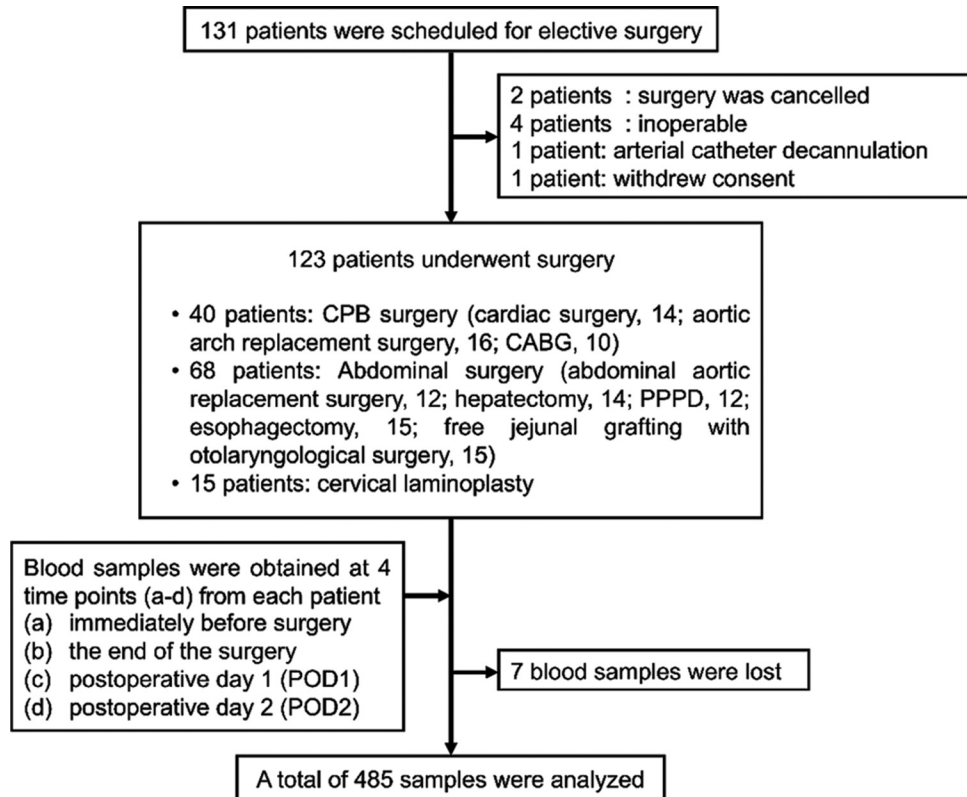 131 patients were scheduled for elective surgery
2 patients : surgery was cancelled
4 patients : inoperable
1 patient: arterial catheter decannulation
1 patient: withdrew consent
123 patients underwent surgery
• 40 patients: CPB surgery (cardiac surgery, 14; aortic
arch replacement surgery, 16; CABG, 10)
• 68 patients: Abdominal surgery (abdominal aortic
replacement surgery, 12; hepatectomy, 14; PPPD, 12;
esophagectomy, 15; free jejunal grafting with
otolaryngological surgery, 15)
• 15 patients: cervical laminoplasty
Blood samples were obtained at 4
time points (a-d) from each patient
(a) immediately before surgery
(b) the end of the surgery
(c) postoperative day 1 (POD1)
(d) postoperative day 2 (POD2)
7 blood samples were lost
A total of 485 samples were analyzed